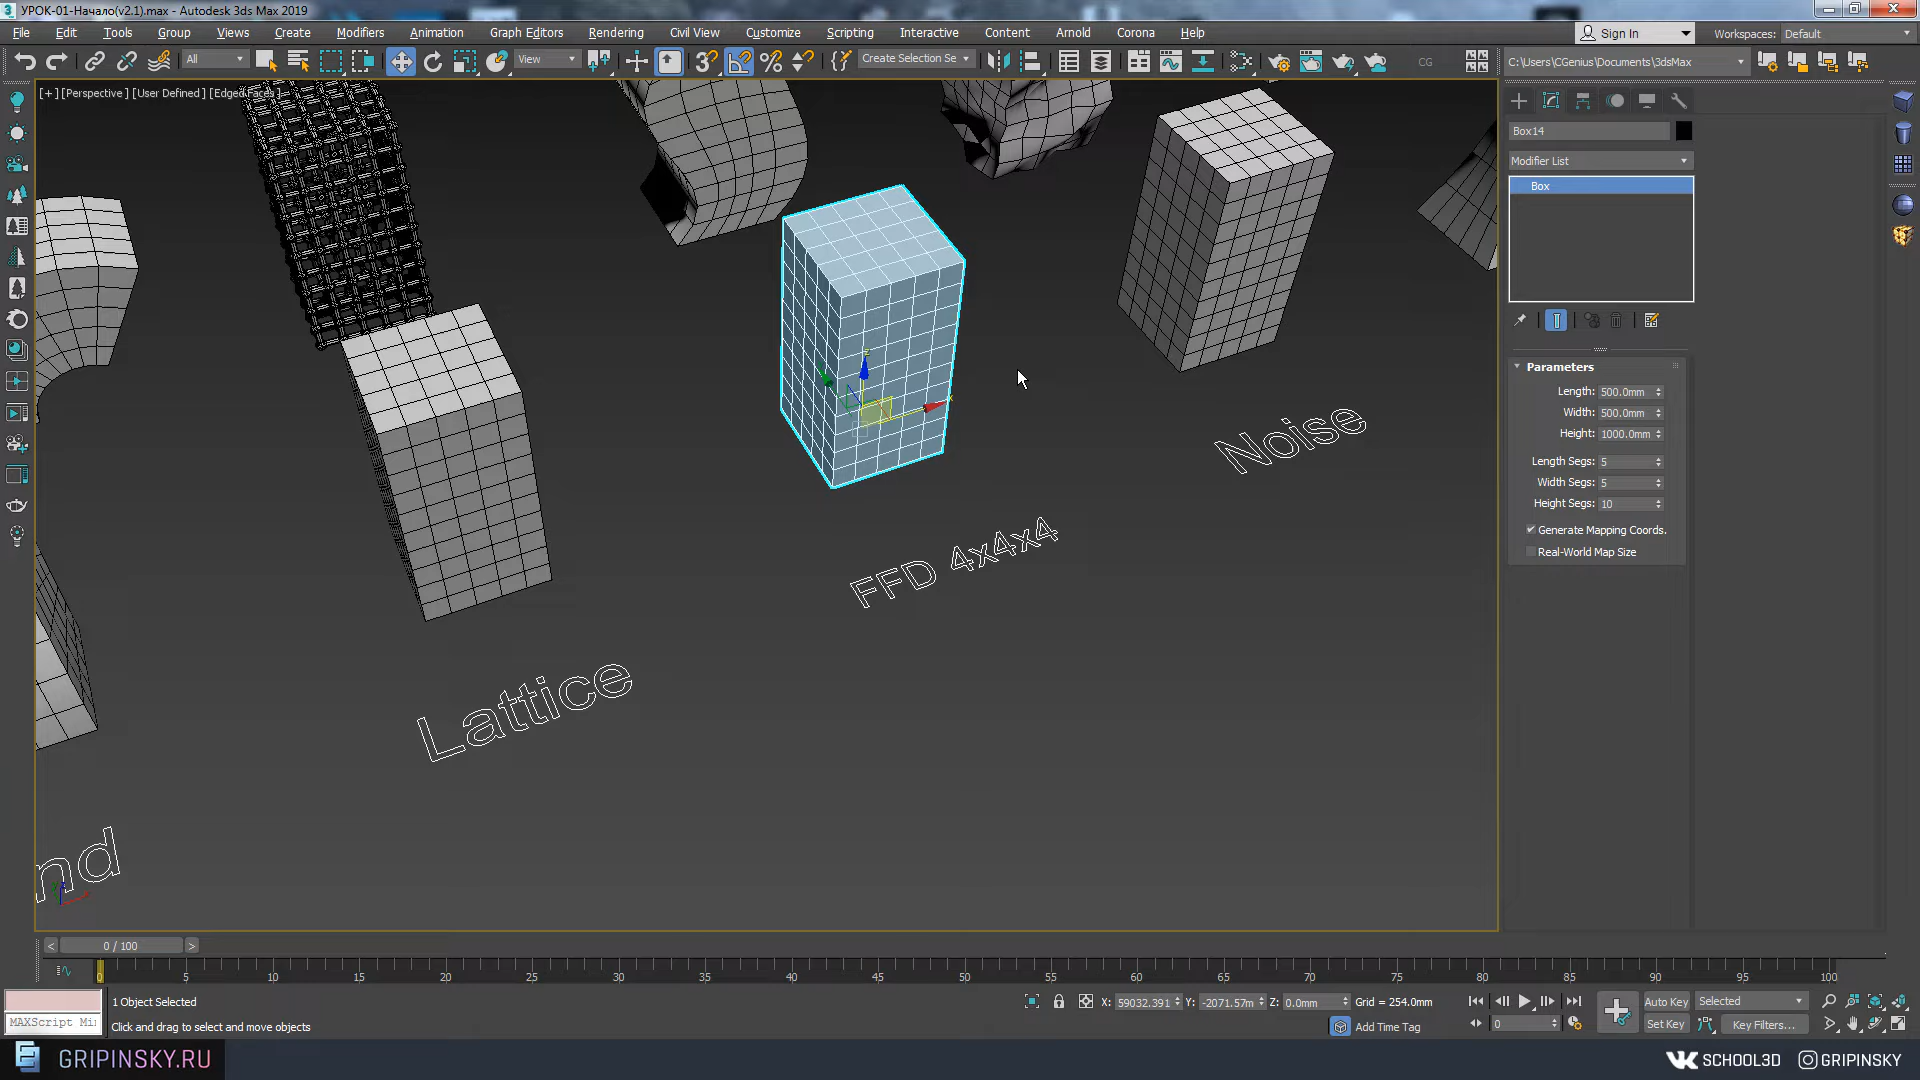 УРОК-01-Начало(v2.1).max - Autodesk 3ds Max 2019
File Edit Tools Group Views Create Modifiers Animation Graph Editors Rendering Civil View Customize Scripting Interactive Content Arnold Corona Help
Sign In
Workspaces: Default
All
View
Create Selection Se
CG
C:\Users\CGenius\Documents\3dsMax
[+] [Perspective ] [User Defined ] [Edged Faces ]
Box14
Modifier List
Box
Parameters
Length: 500.0mm
Width: 500.0mm
Height: 1000.0mm
Length Segs: 5
Width Segs: 5
Height Segs: 10
Generate Mapping Coords.
Real-World Map Size
Noise
FFD 4x4x4
Lattice
nd
0 / 100
0 5 10 15 20 25 30 35 40 45 50 55 60 65 70 75 80 85 90 95 100
1 Object Selected
X: 59032.391 Y: -2071.57m Z: 0.0mm Grid = 254.0mm
Auto Key Selected
MAXScript Mi
Click and drag to select and move objects
Add Time Tag
0
Set Key Key Filters...
GRIPINSKY.RU
SCHOOL3D GRIPINSKY